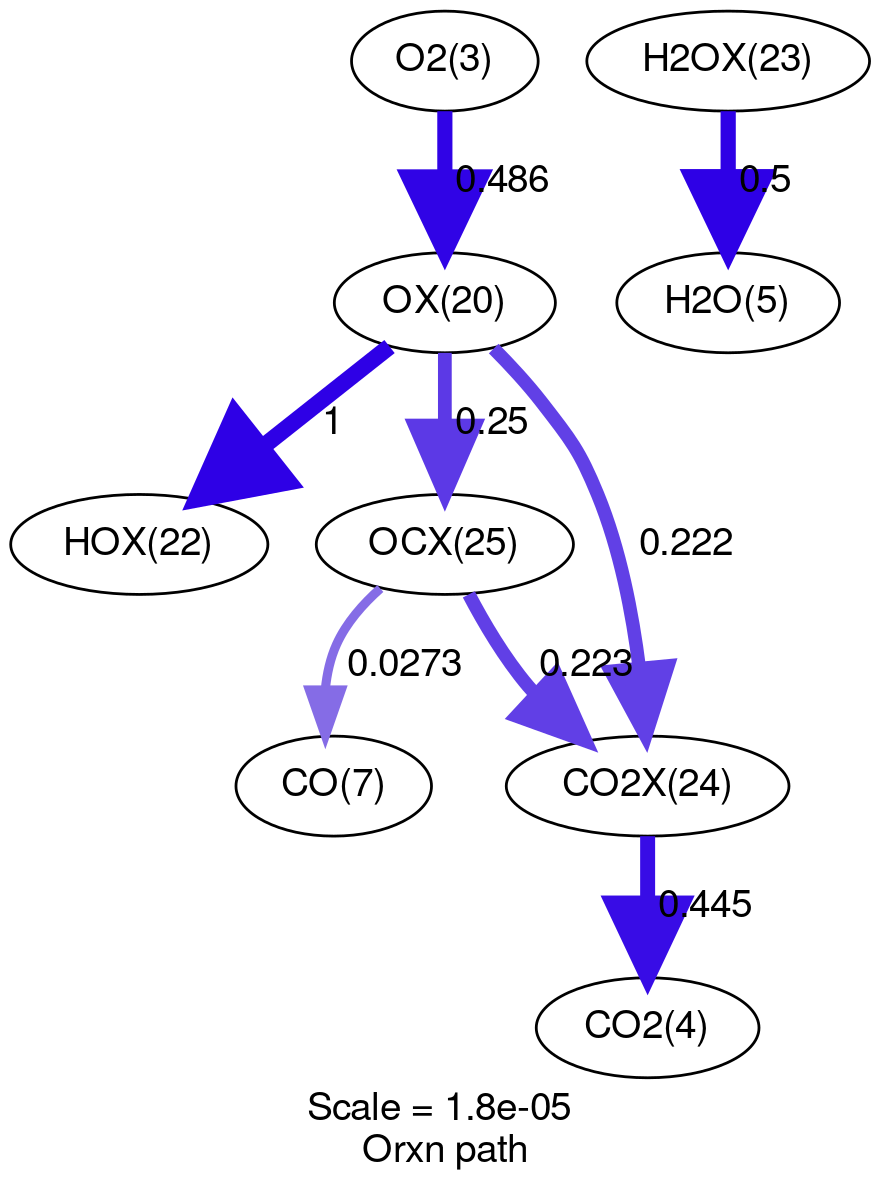 O2(3)
H2OX(23)
0.486
0.5
OX(20)
H2O(5)
1
0.25
0.222
HOX(22)
OCX(25)
0.0273
0.223
CO(7)
CO2X(24)
0.445
CO2(4)
Scale = 1.8e-05
Orxn path